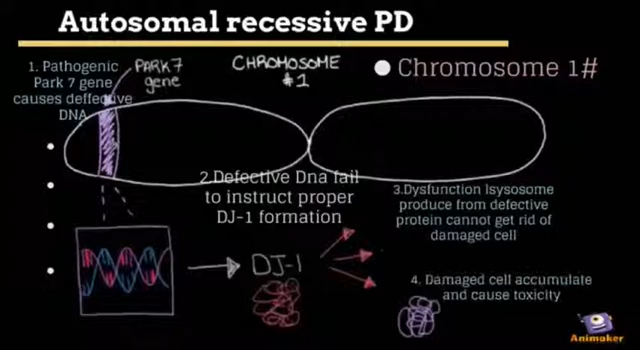 Autosomal recessive PD
1. Pathogenic
Park 7 gene
causes deffective
DNA
PARK7
gene
CHROMOSOME
#1
Chromosome 1#
2.Defective Dna fail
to instruct proper
DJ-1 formation
3.Dysfunction lsysosome
produce from defective
protein cannot get rid of
damaged cell
DJ-1
4. Damaged cell accumulate
and cause toxicity
Animaker